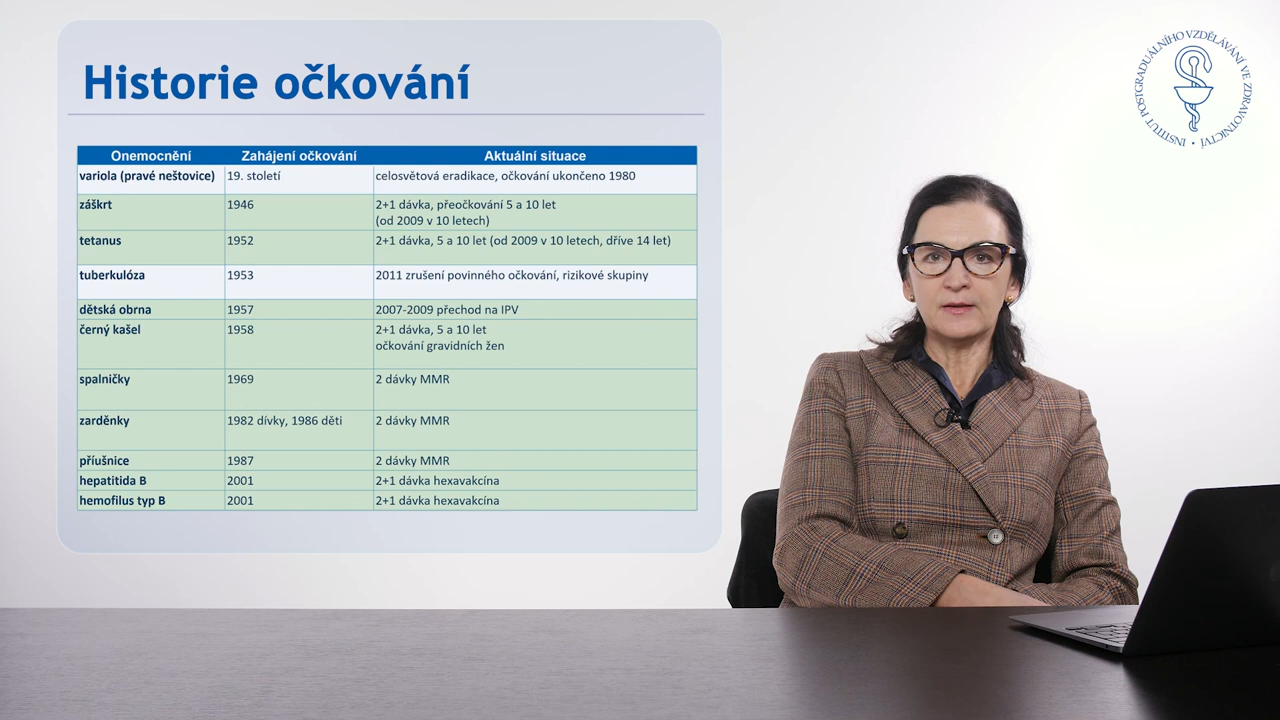 Historie očkování
Onemocnění Zahájení očkování Aktuální situace
variola (pravé neštovice) 19. století celosvětová eradikace, očkování ukončeno 1980
záškrt 1946 2+1 dávka, přeočkování 5 a 10 let
(od 2009 v 10 letech)
tetanus 1952 2+1 dávka, 5 a 10 let (od 2009 v 10 letech, dříve 14 let)
tuberkulóza 1953 2011 zrušení povinného očkování, rizikové skupiny
dětská obrna 1957 2007-2009 přechod na IPV
černý kašel 1958 2+1 dávka, 5 a 10 let
očkování gravidních žen
spalničky 1969 2 dávky MMR
zarděnky 1982 dívky, 1986 děti 2 dávky MMR
příušnice 1987 2 dávky MMR
hepatitida B 2001 2+1 dávka hexavakcína
hemofilus typ B 2001 2+1 dávka hexavakcína
INSTITUT POSTGRADUÁLNÍHO VZDĚLÁVÁNÍ VE ZDRAVOTNICTVÍ